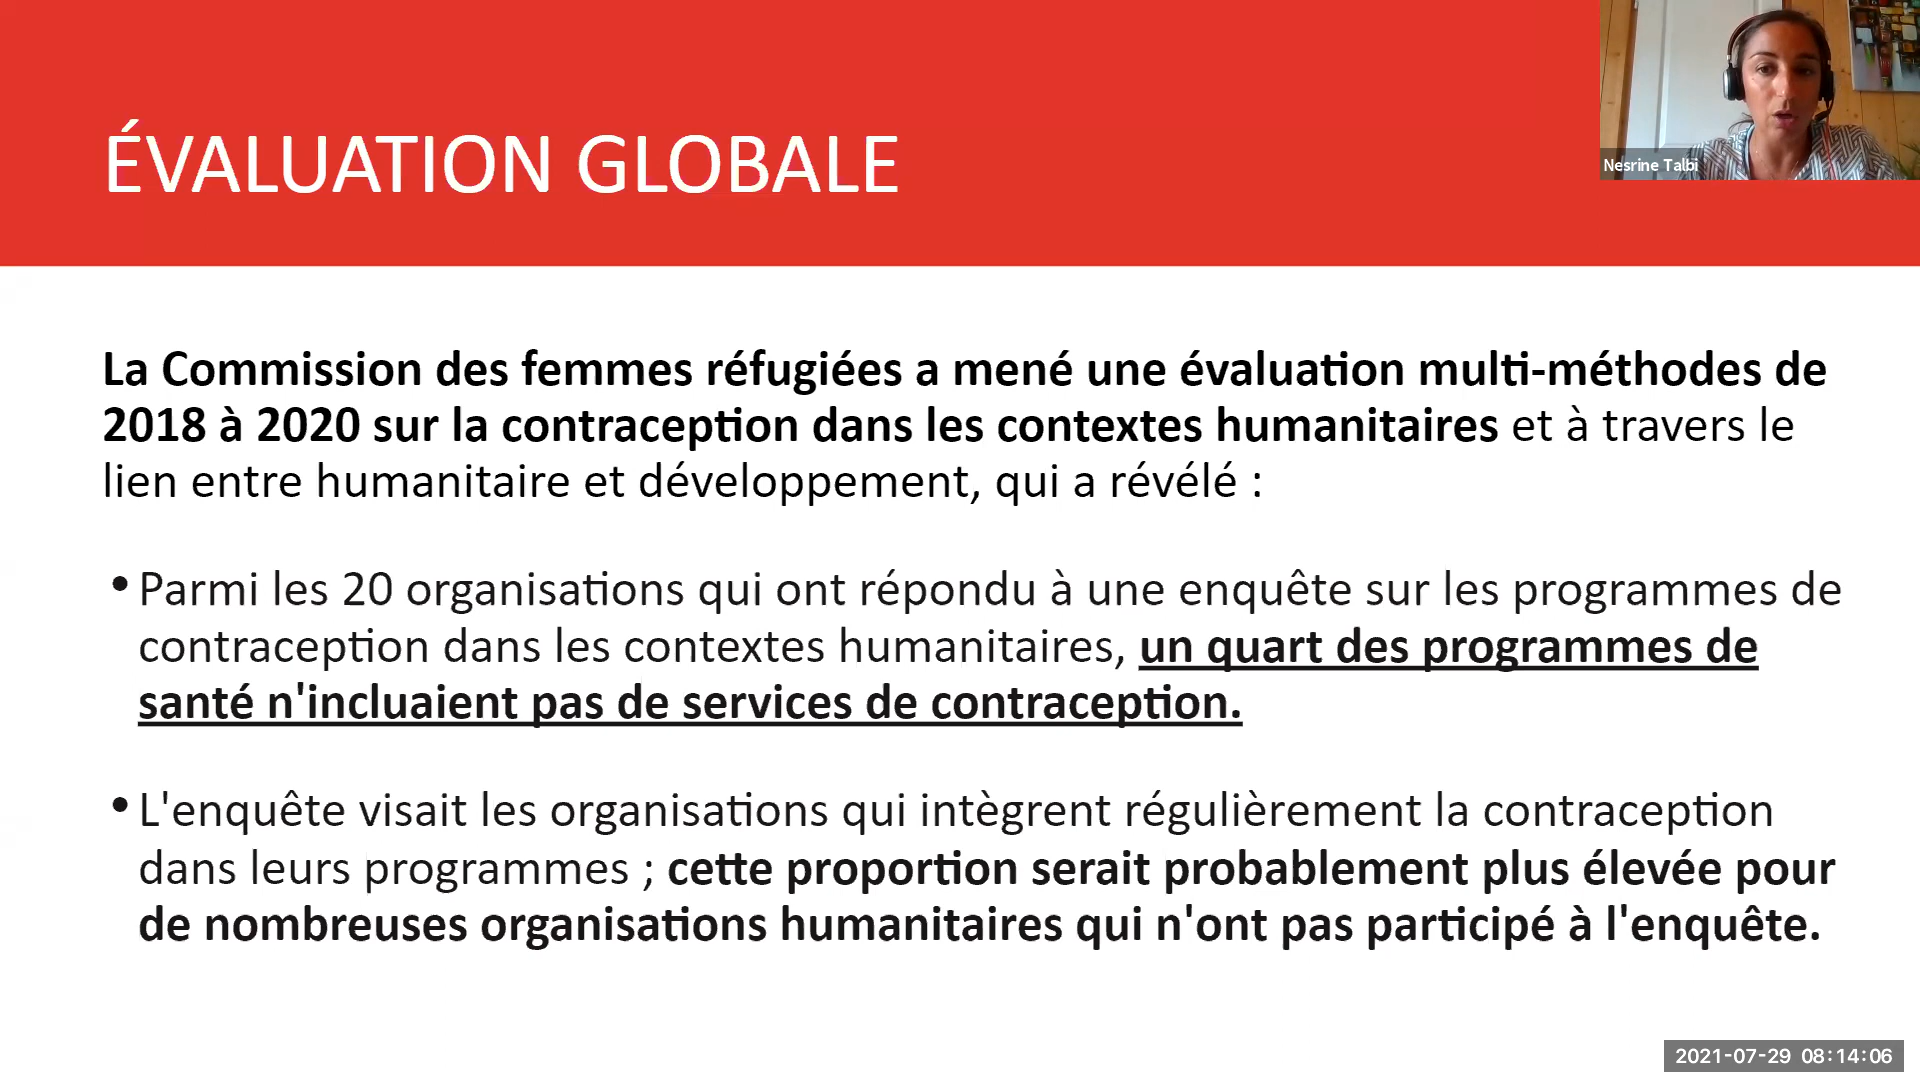 ÉVALUATION GLOBALE
Nesrine Talbi
La Commission des femmes réfugiées a mené une évaluation multi-méthodes de
2018 à 2020 sur la contraception dans les contextes humanitaires et à travers le
lien entre humanitaire et développement, qui a révélé :
• Parmi les 20 organisations qui ont répondu à une enquête sur les programmes de
contraception dans les contextes humanitaires, un quart des programmes de
santé n'incluaient pas de services de contraception.
• L'enquête visait les organisations qui intègrent régulièrement la contraception
dans leurs programmes ; cette proportion serait probablement plus élevée pour
de nombreuses organisations humanitaires qui n'ont pas participé à l'enquête.
2021-07-29 08:14:06